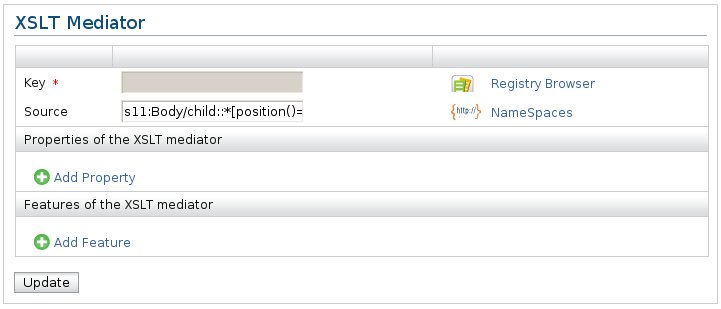 XSLT Mediator
Key * Registry Browser
Source s11:Body/child::*[position()= {http://} NameSpaces
Properties of the XSLT mediator
Add Property
Features of the XSLT mediator
Add Feature
Update